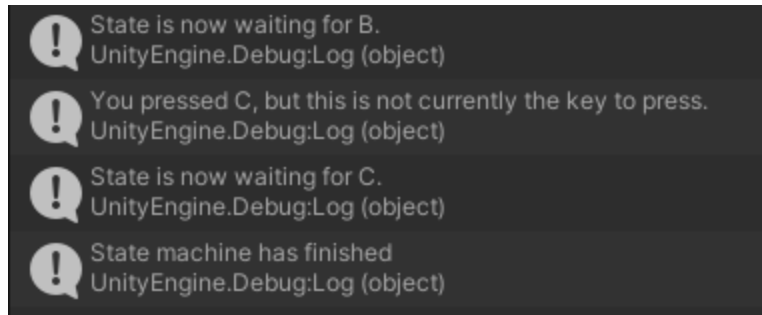 State is now waiting for B.
UnityEngine.Debug:Log (object)
You pressed C, but this is not currently the key to press.
UnityEngine.Debug:Log (object)
State is now waiting for C.
UnityEngine.Debug:Log (object)
State machine has finished
UnityEngine.Debug:Log (object)